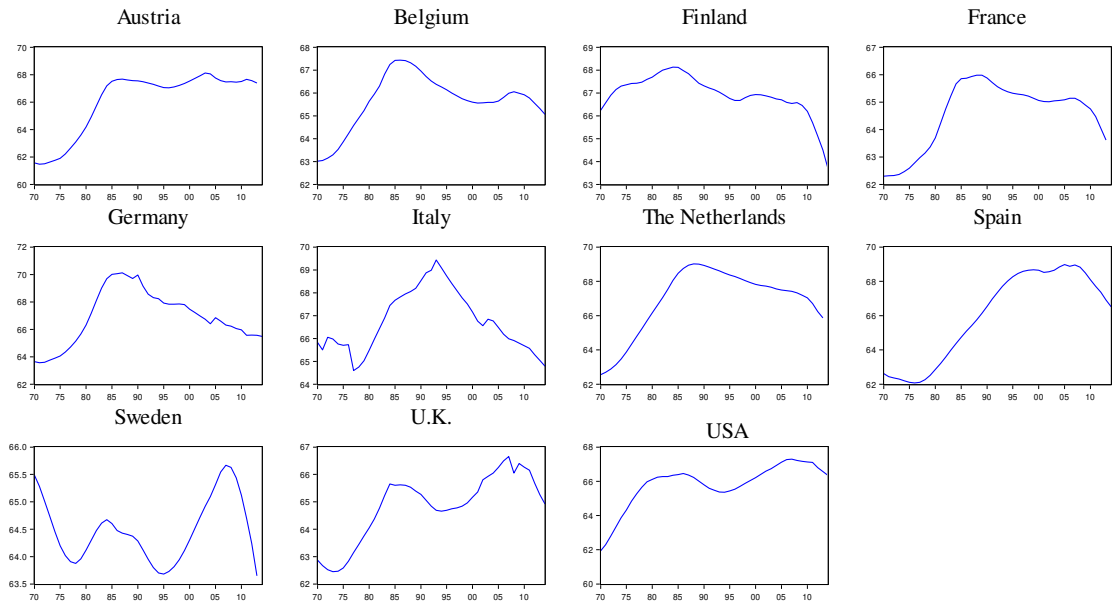 Austria Belgium Finland France
70 68 69 67
68 67 68 66
66 66 67 65
65 66
64 64 65 64
62 63 64 63
60 62 63 62
70 75 80 85 90 95 00 05 10 70 75 80 85 90 95 00 05 10 70 75 80 85 90 95 00 05 10 70 75 80 85 90 95 00 05 10
Germany Italy The Netherlands Spain
72 70 70 70
70 69 68 68
68 68 66 66
67
66 66 64 64
64 65
62 64 62 62
70 75 80 85 90 95 00 05 10 70 75 80 85 90 95 00 05 10 70 75 80 85 90 95 00 05 10 70 75 80 85 90 95 00 05 10
Sweden U.K. USA
66.0 67 68
65.5 66 66
65.0 65 64
64.5 64 62
64.0 63
63.5 62 60
70 75 80 85 90 95 00 05 10 70 75 80 85 90 95 00 05 10 70 75 80 85 90 95 00 05 10